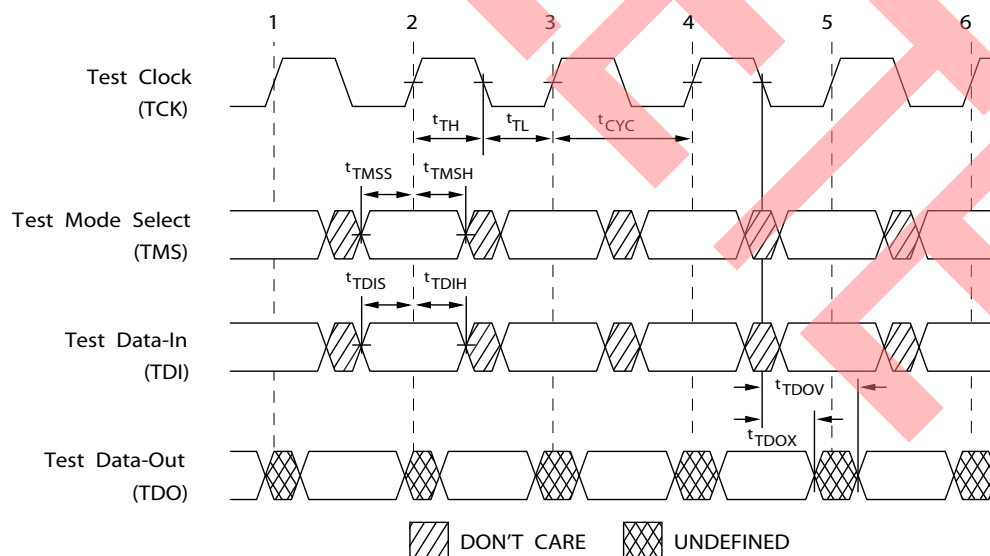 1 2 3 4 5 6
Test Clock
(TCK)
tTH tTL tCYC
tTMSS tTMSH
Test Mode Select
(TMS)
tTDIS tTDIH
Test Data-In
(TDI)
tTDOV
tTDOX
Test Data-Out
(TDO)
DON'T CARE UNDEFINED